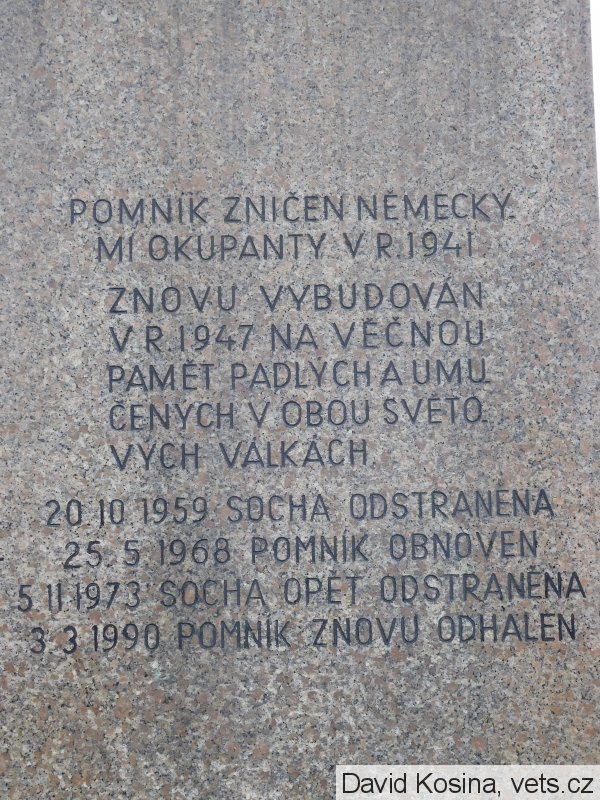 POMNÍK ZNIČEN NĚMECKÝ-
MI OKUPANTY V R. 1941
ZNOVU VYBUDOVÁN
V R. 1947 NA VĚČNOU
PAMĚŤ PADLÝCH A UMU-
ČENÝCH V OBOU SVĚTO-
VÝCH VÁLKÁCH.
20 10 1959 SOCHA ODSTRANĚNA
25. 5 1968 POMNÍK OBNOVEN
5 11.1973 SOCHA OPĚT ODSTRANĚNA
3. 3 1990 POMNÍK ZNOVU ODHALEN
David Kosina, vets.cz